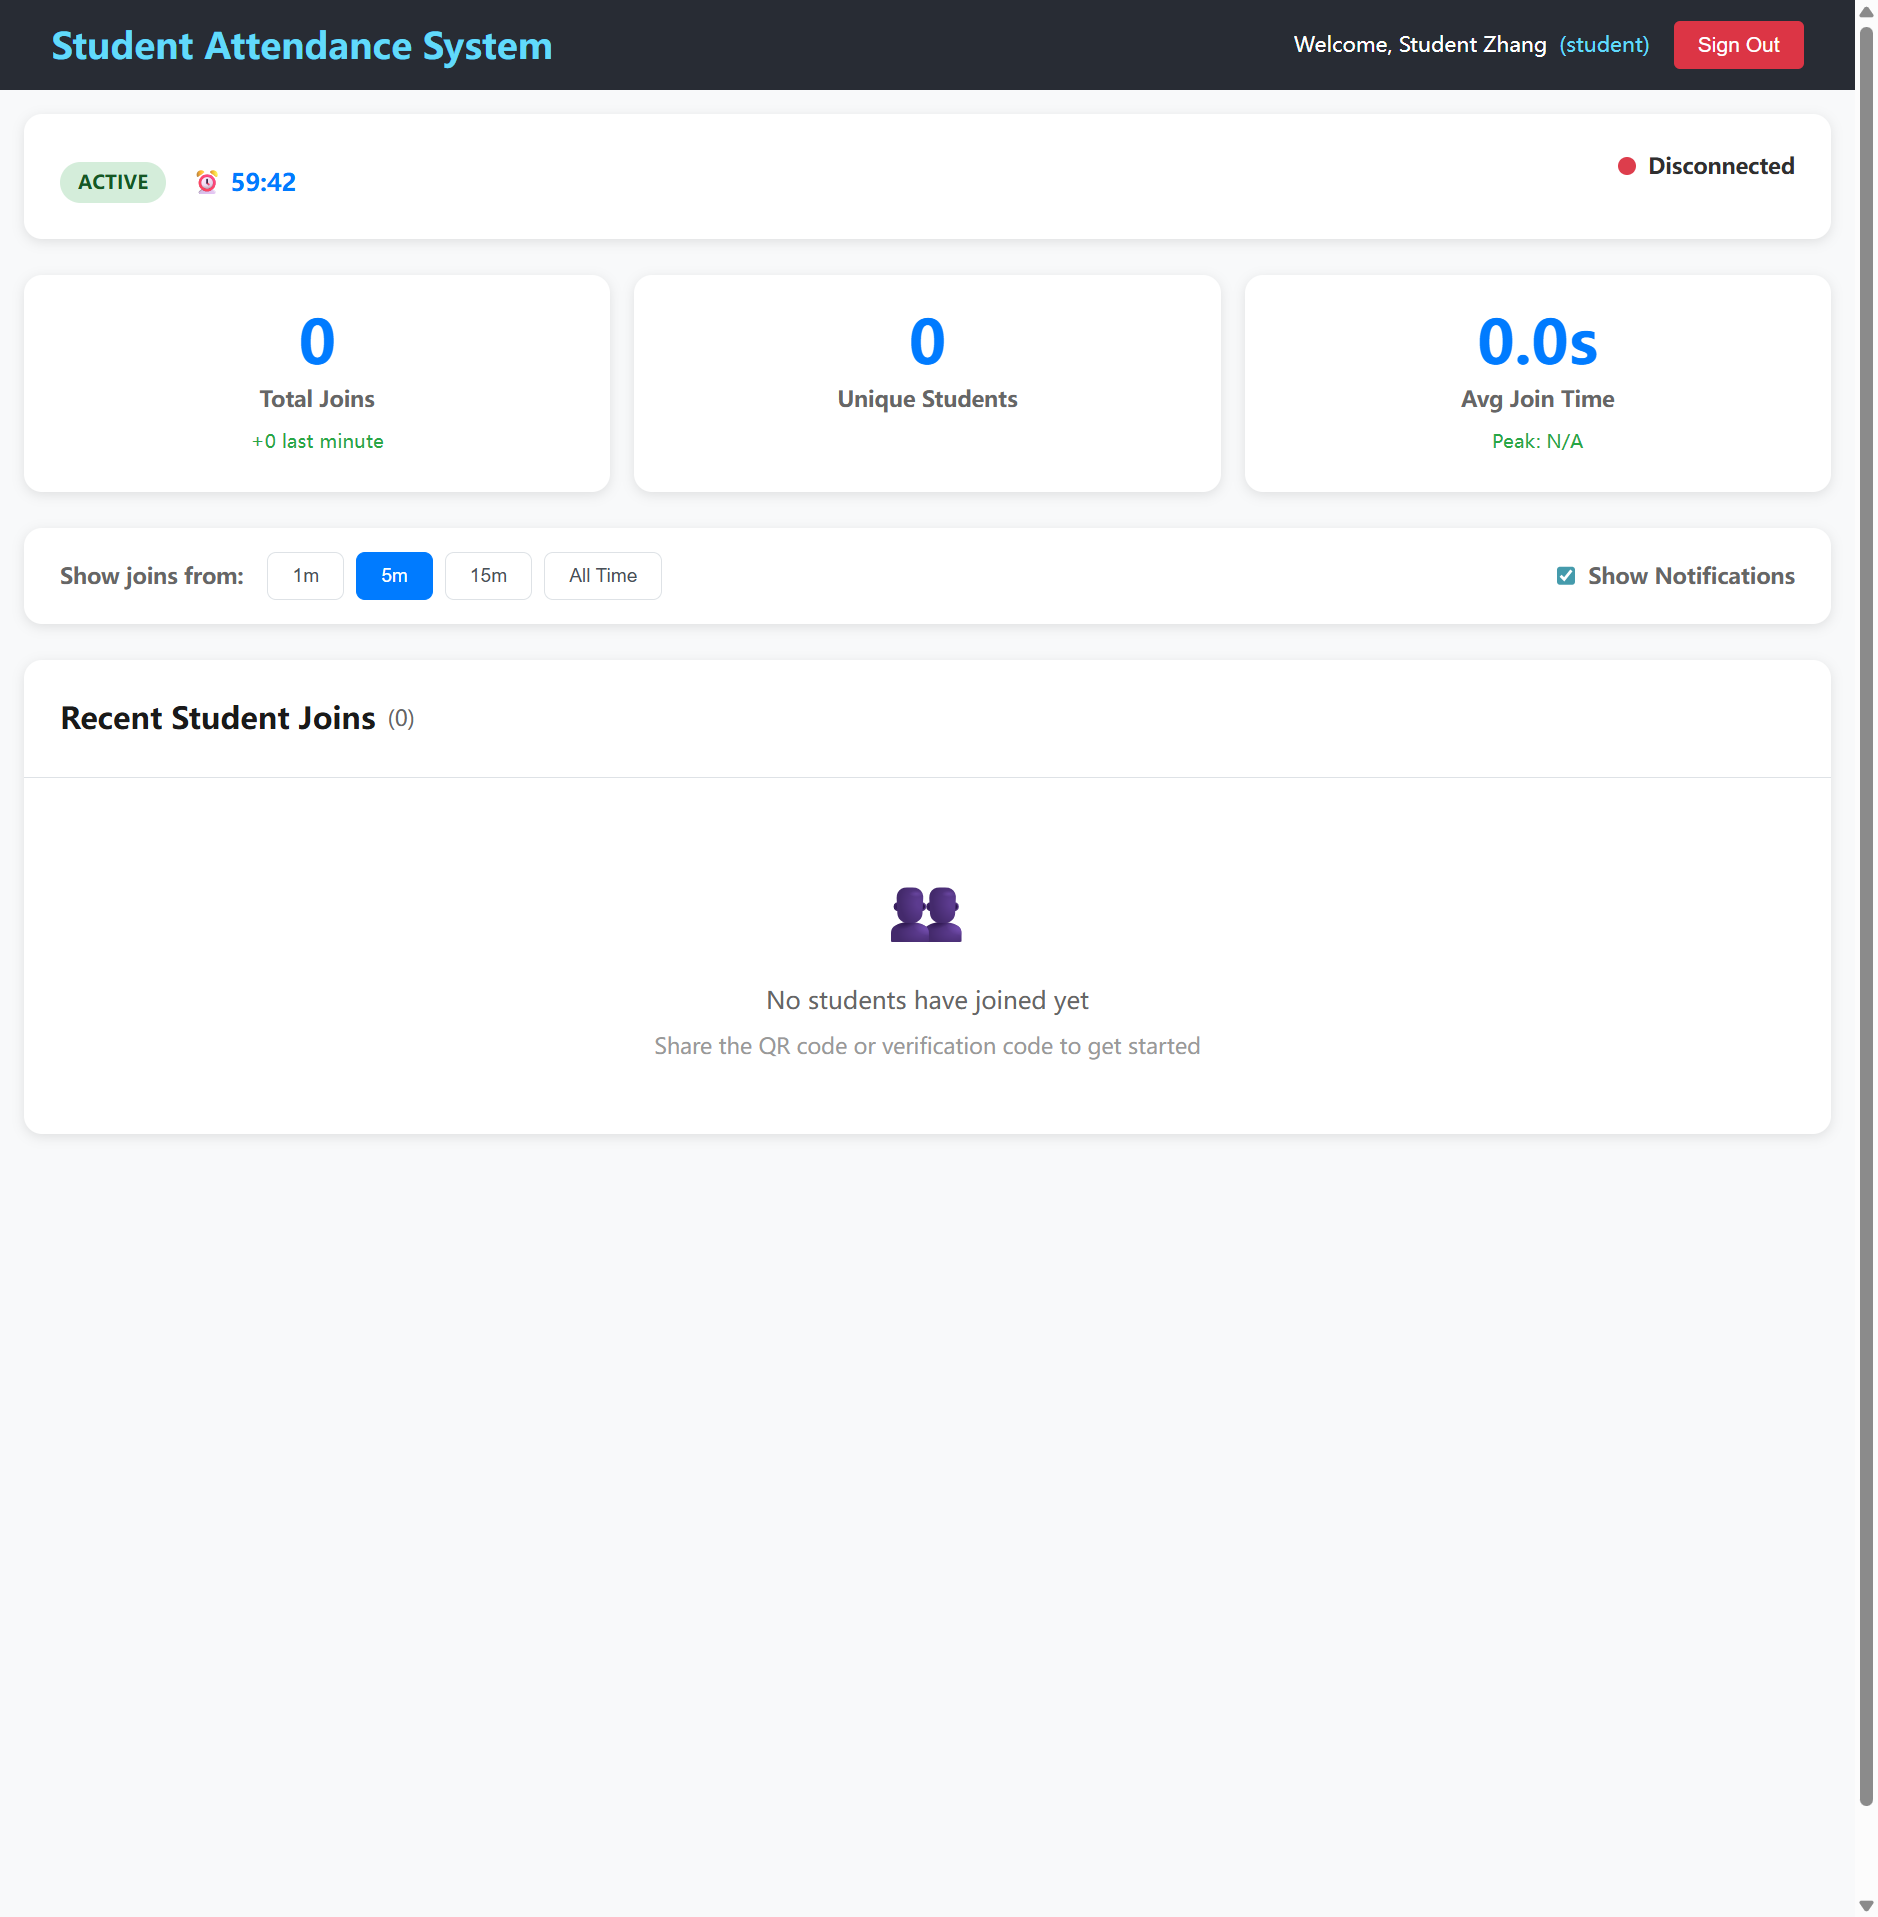 Student Attendance System
Welcome, Student Zhang (student) Sign Out
ACTIVE 59:42
Disconnected
0
Total Joins
+0 last minute
0
Unique Students
0.0s
Avg Join Time
Peak: N/A
Show joins from: 1m 5m 15m All Time
Show Notifications
Recent Student Joins (0)
No students have joined yet
Share the QR code or verification code to get started